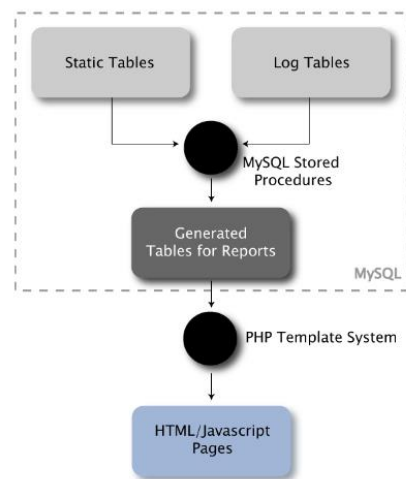 Static Tables
Log Tables
MySQL Stored
Procedures
Generated
Tables for Reports
MySQL
PHP Template System
HTML/Javascript
Pages